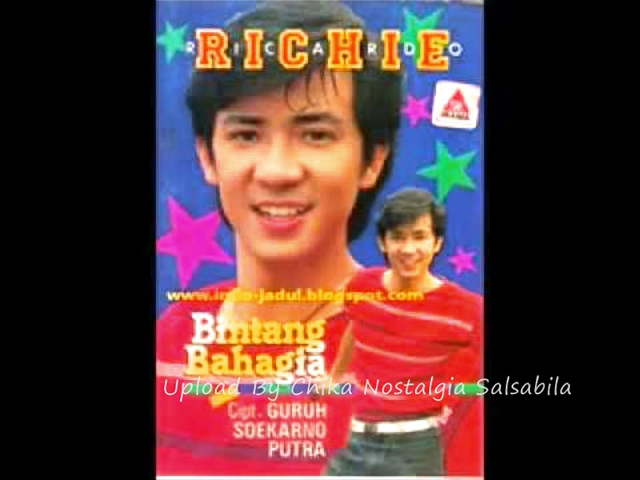 RICHIE
RICARDO
www.indo-jadul.blogspot.com
Bintang
Bahagia
Upload By Chika Nostalgia Salsabila
Cipt. GURUH
SOEKARNO
PUTRA